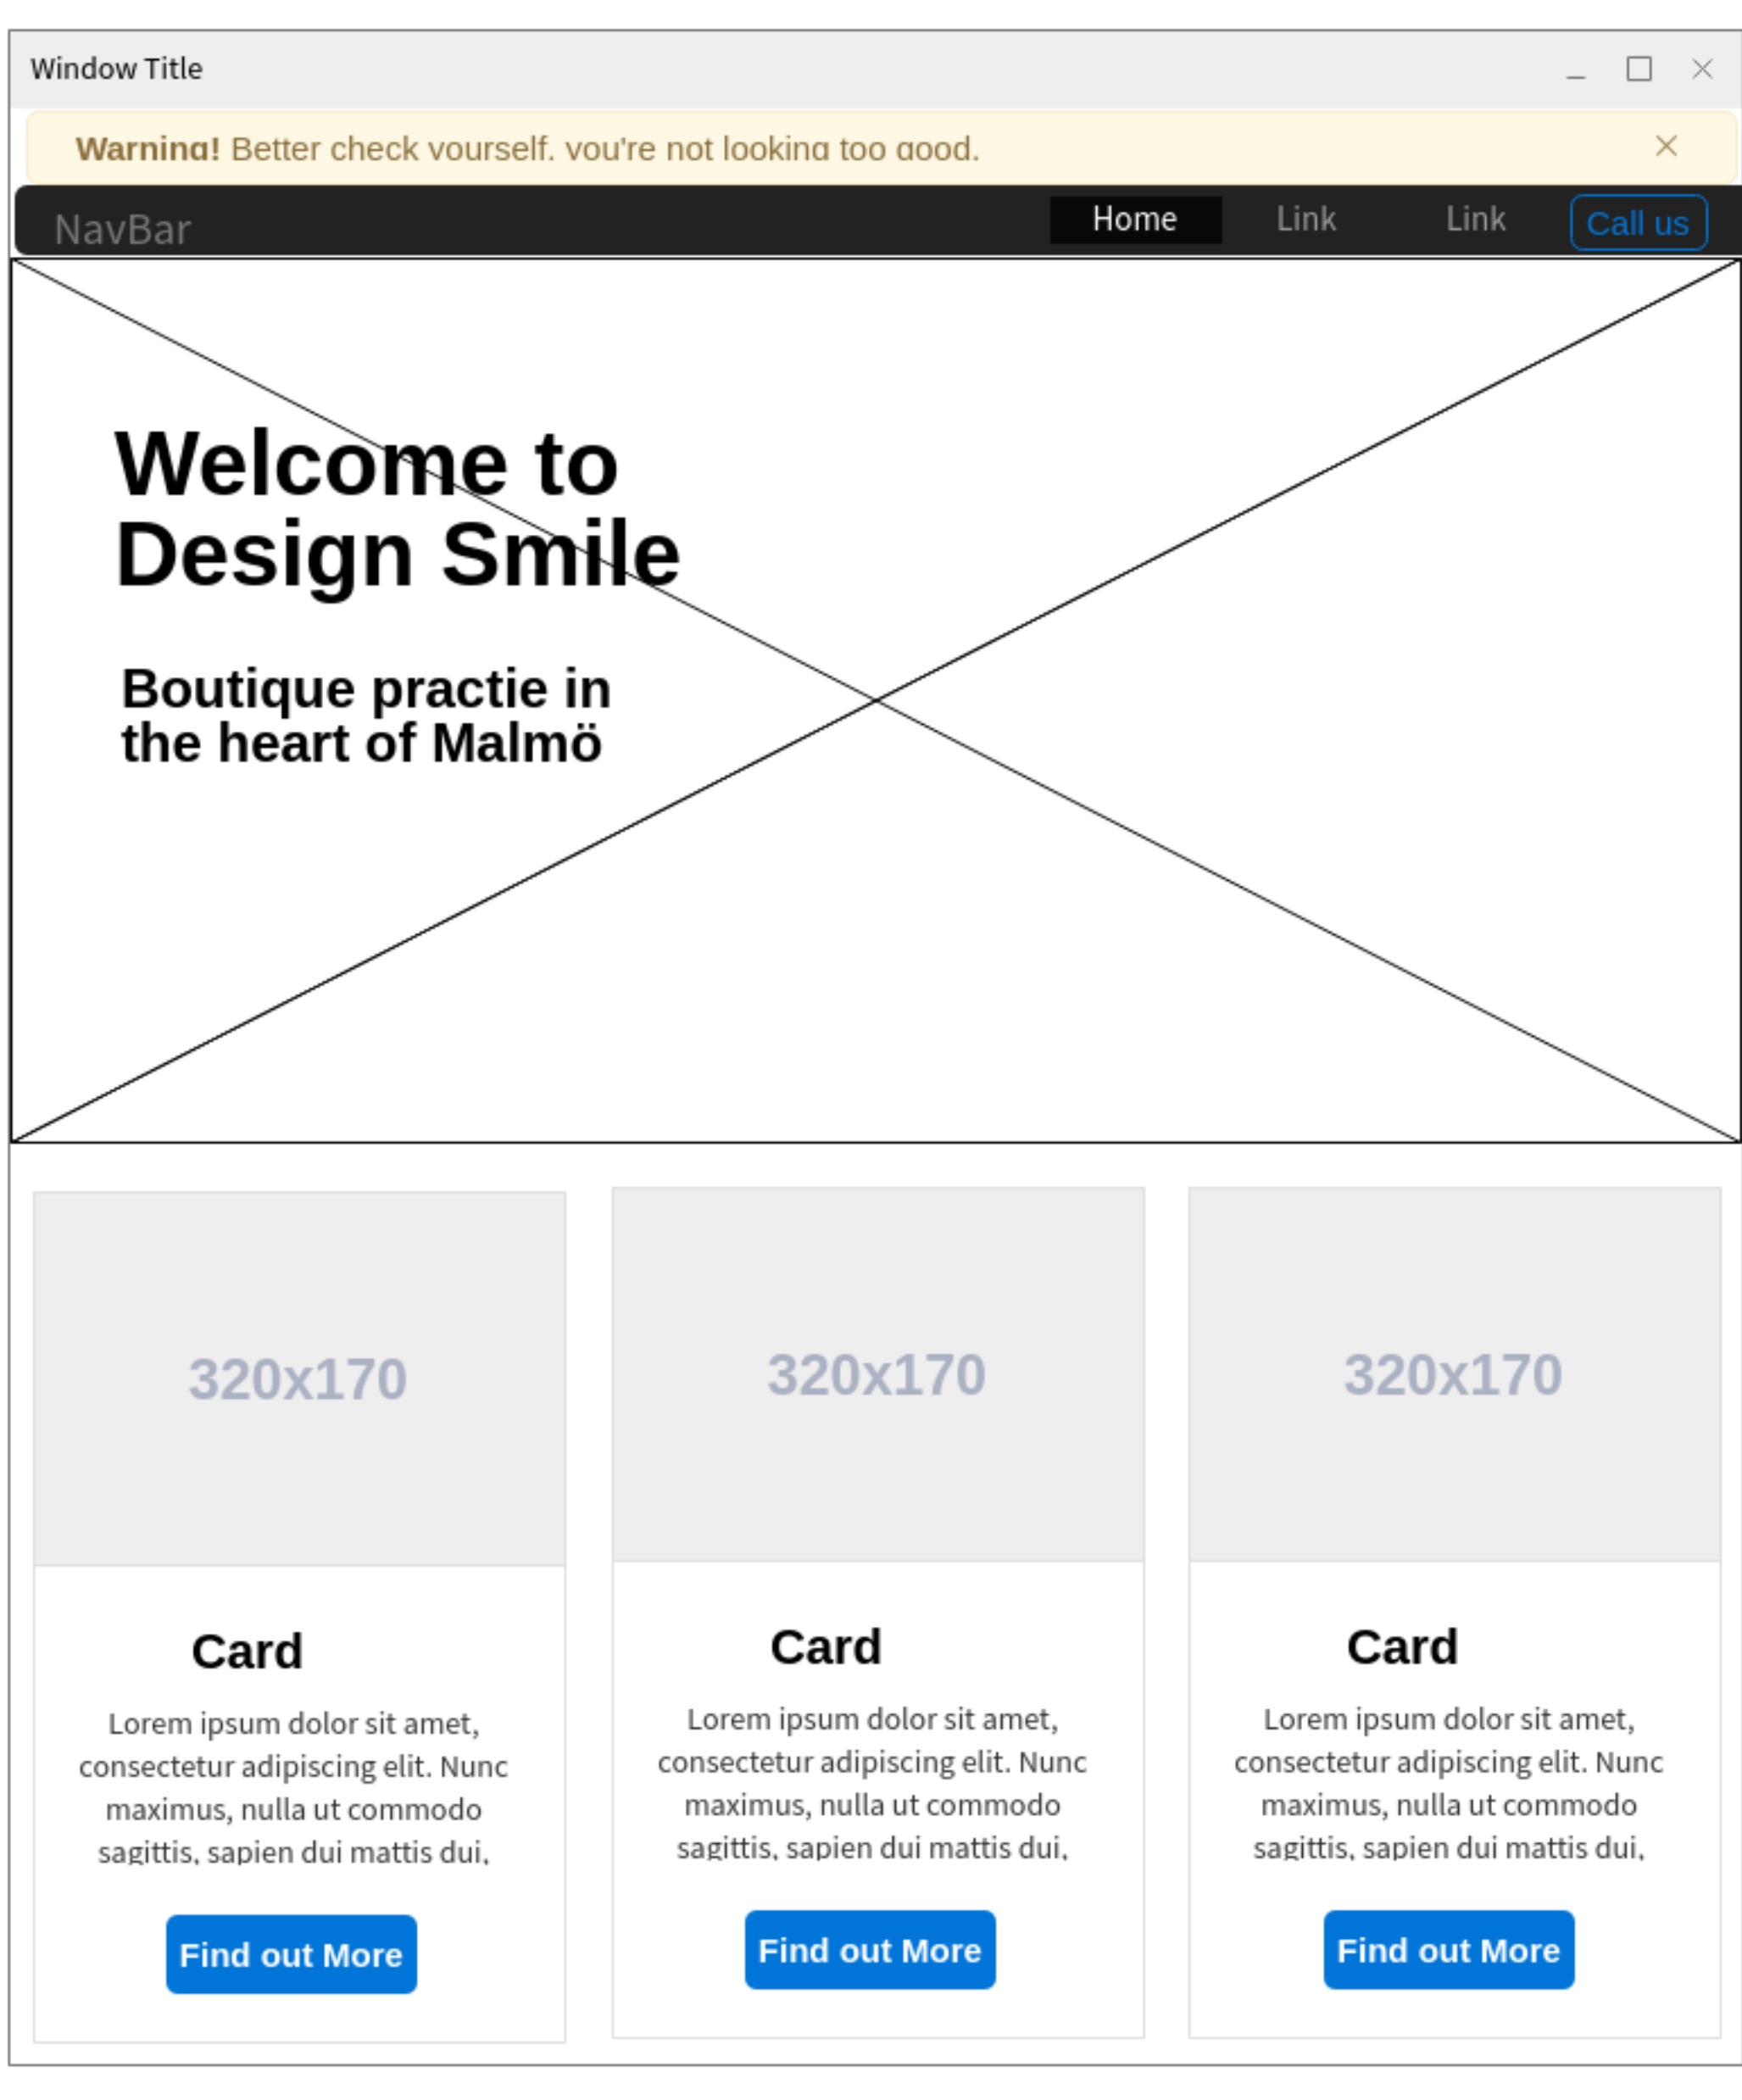 Window Title
Warning! Better check yourself, you're not looking too good.
NavBar
Home
Link
Link
Call us
Welcome to
Design Smile
Boutique practie in
the heart of Malmö
320x170
320x170
320x170
Card
Lorem ipsum dolor sit amet,
consectetur adipiscing elit. Nunc
maximus, nulla ut commodo
sagittis, sapien dui mattis dui,
Find out More
Card
Lorem ipsum dolor sit amet,
consectetur adipiscing elit. Nunc
maximus, nulla ut commodo
sagittis, sapien dui mattis dui,
Find out More
Card
Lorem ipsum dolor sit amet,
consectetur adipiscing elit. Nunc
maximus, nulla ut commodo
sagittis, sapien dui mattis dui,
Find out More